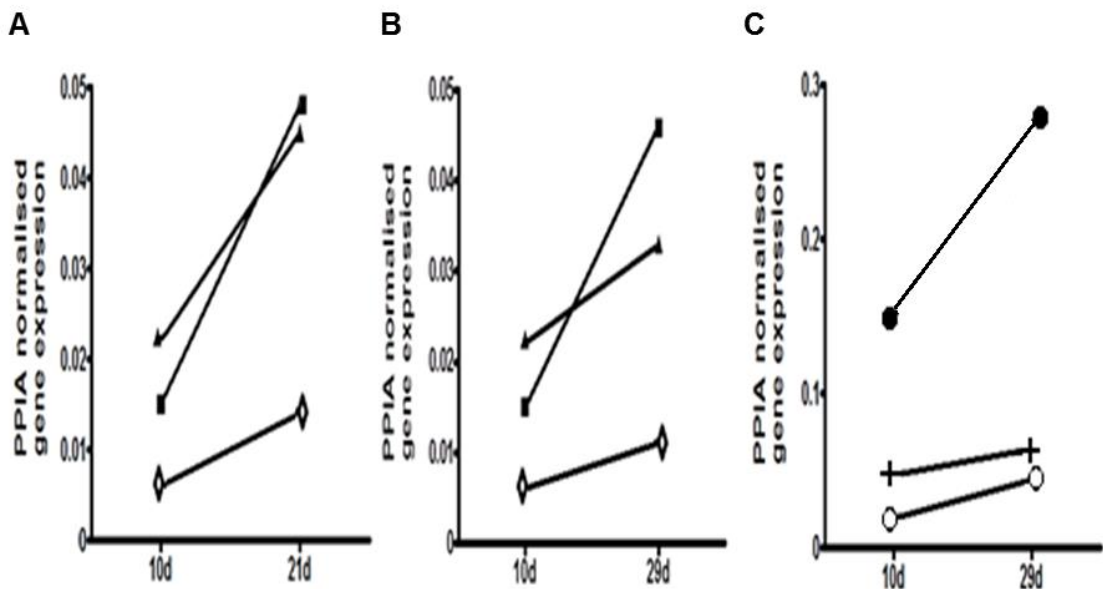 A
B
C
PPIA normalised
gene expression
0.05
0.04
0.03
0.02
0.01
0
10d
21d
PPIA normalised
gene expression
0.05
0.04
0.03
0.02
0.01
0
10d
29d
PPIA normalised
gene expression
0.3
0.2
0.1
0
10d
29d